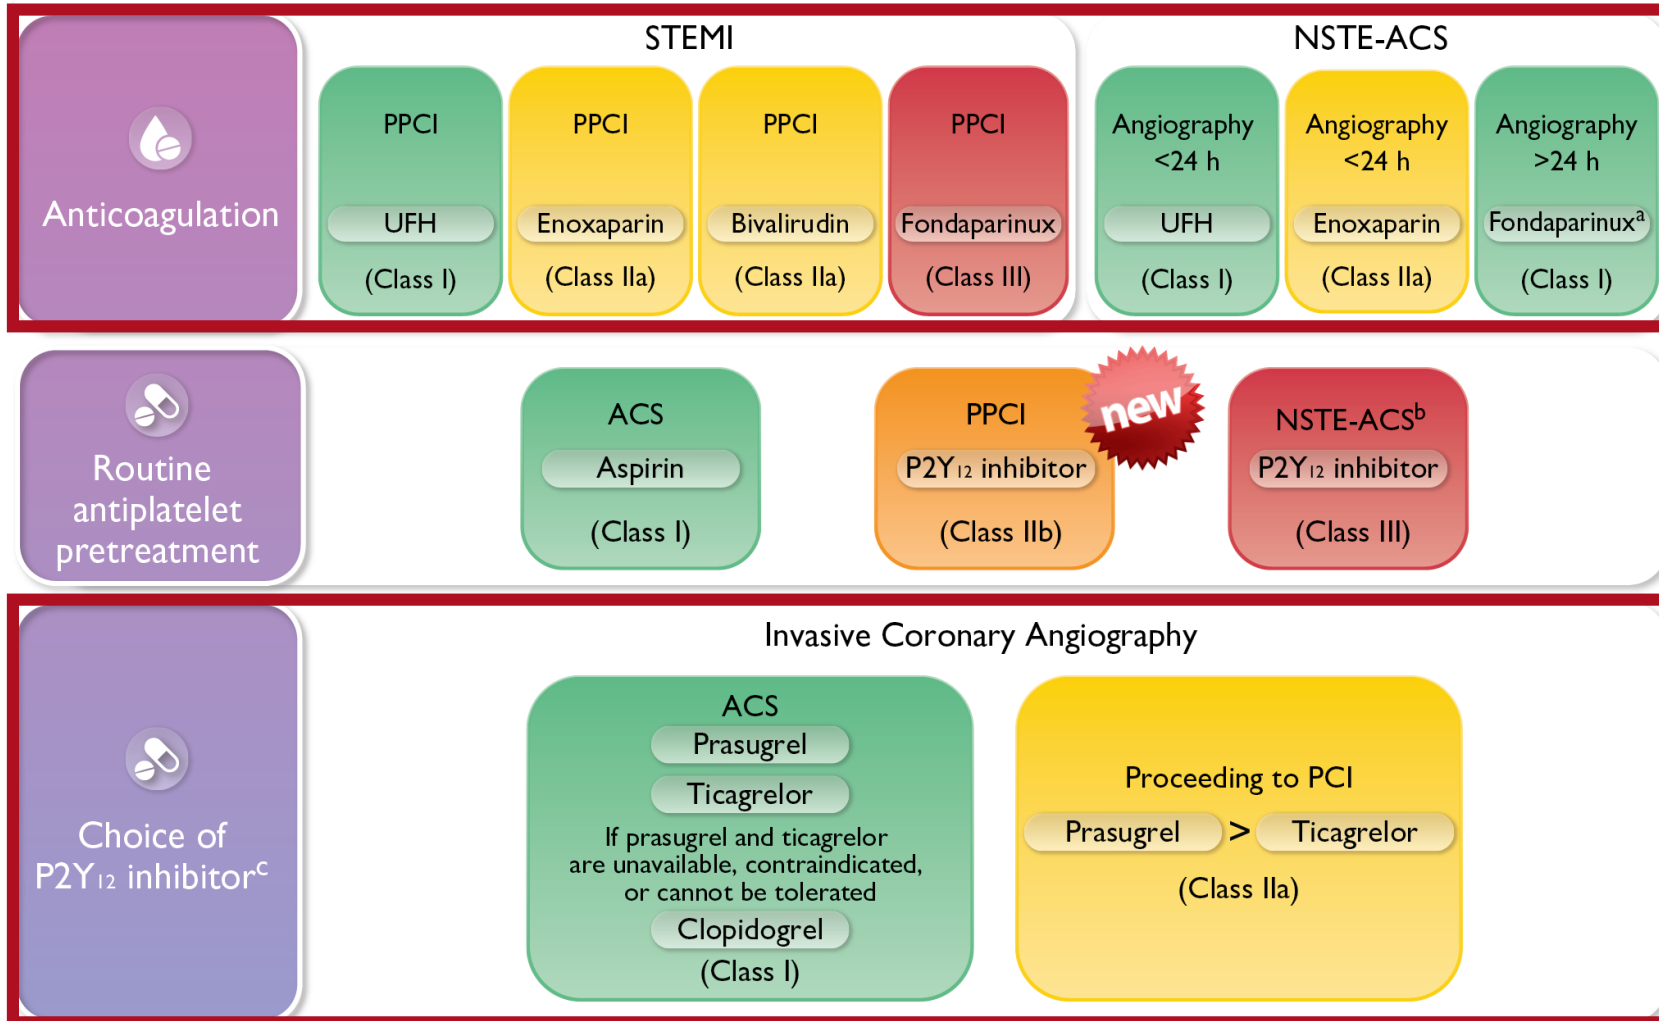 STEMI
NSTE-ACS
Anticoagulation
PPCI
UFH
(Class I)
PPCI
Enoxaparin
(Class IIa)
PPCI
Bivalirudin
(Class IIa)
PPCI
Fondaparinux
(Class III)
Angiography
<24 h
UFH
(Class I)
Angiography
<24 h
Enoxaparin
(Class IIa)
Angiography
>24 h
Fondaparinuxᵃ
(Class I)
Routine
antiplatelet
pretreatment
ACS
Aspirin
(Class I)
PPCI
P2Y₁₂ inhibitor
(Class IIb)
new
NSTE-ACSᵇ
P2Y₁₂ inhibitor
(Class III)
Choice of
P2Y₁₂ inhibitorᶜ
Invasive Coronary Angiography
ACS
Prasugrel
Ticagrelor
If prasugrel and ticagrelor
are unavailable, contraindicated,
or cannot be tolerated
Clopidogrel
(Class I)
Proceeding to PCI
Prasugrel > Ticagrelor
(Class IIa)